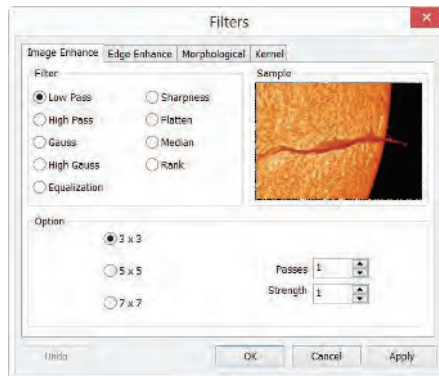 Filters
Image Enhance Edge Enhance Morphological Kernel
Filter
Sample
Low Pass Sharpness
High Pass Flatten
Gauss Median
High Gauss Rank
Equalization
Option
3 x 3
5 x 5
Passes 1
Strength 1
7 x 7
Undo OK Cancel Apply